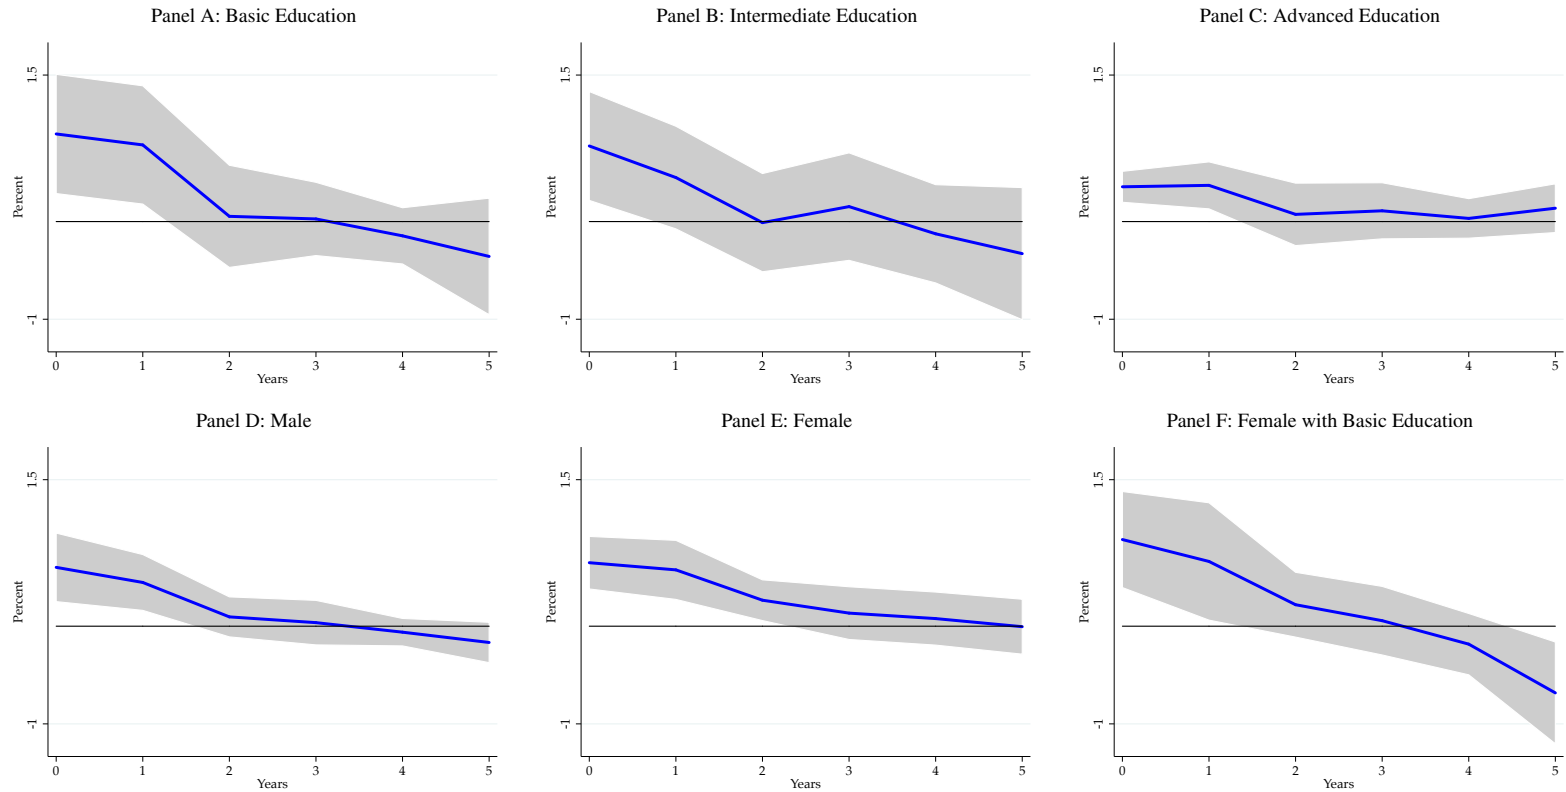 Panel A: Basic Education
Percent
1.5
-1
0 1 2 3 4 5
Years
Panel B: Intermediate Education
Percent
1.5
-1
0 1 2 3 4 5
Years
Panel C: Advanced Education
Percent
1.5
-1
0 1 2 3 4 5
Years
Panel D: Male
Percent
1.5
-1
0 1 2 3 4 5
Years
Panel E: Female
Percent
1.5
-1
0 1 2 3 4 5
Years
Panel F: Female with Basic Education
Percent
1.5
-1
0 1 2 3 4 5
Years